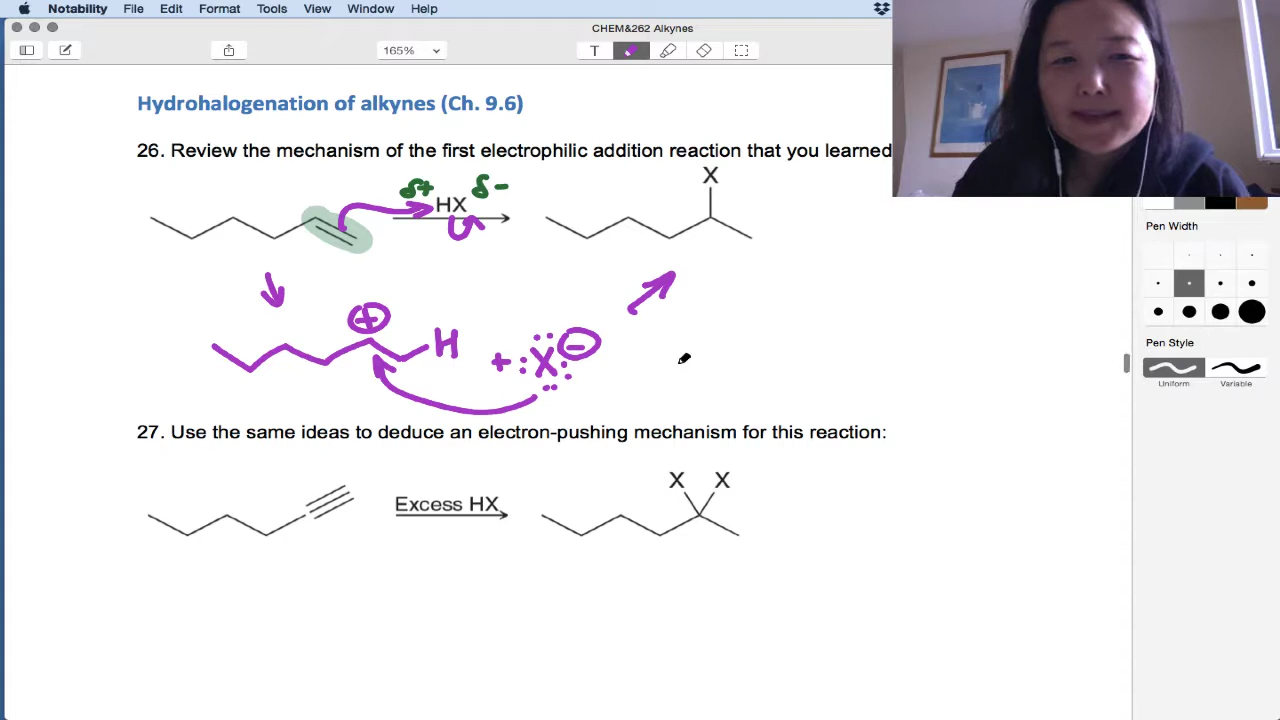 Notability File Edit Format Tools View Window Help
CHEM&262 Alkynes
165% T
Hydrohalogenation of alkynes (Ch. 9.6)
26. Review the mechanism of the first electrophilic addition reaction that you learned
X
δ+ HX δ-
Pen Width
+
H + X -
Pen Style
Uniform Variable
27. Use the same ideas to deduce an electron-pushing mechanism for this reaction:
X X
Excess HX